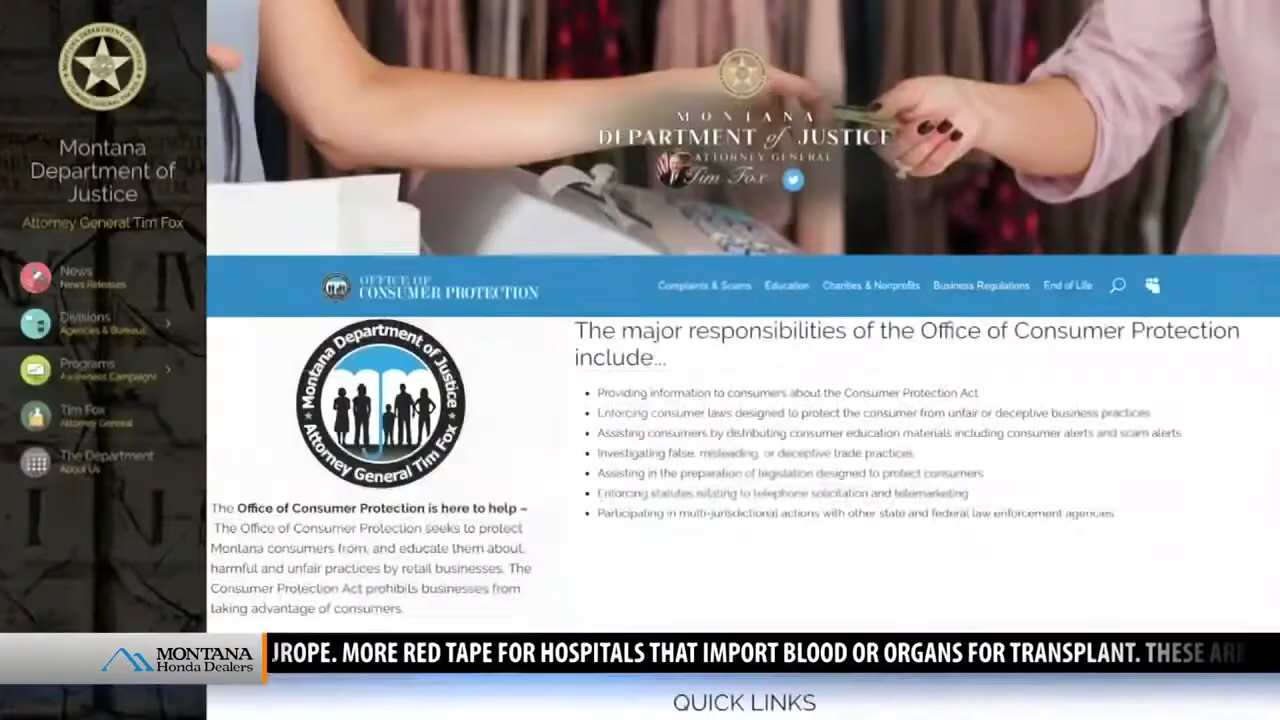 Montana
Department of
Justice
Attorney General Tim Fox
News
News Releases
Divisions
Agencies & Bureaus
Programs
Awareness Campaigns
Tim Fox
Attorney General
The Department
About Us
MONTANA
DEPARTMENT of JUSTICE
ATTORNEY GENERAL
Tim Fox
OFFICE OF
CONSUMER PROTECTION
Complaints & Scams Education Charities & Nonprofits Business Regulations End of Life
Montana Department of Justice
Attorney General Tim Fox
The Office of Consumer Protection is here to help –
The Office of Consumer Protection seeks to protect
Montana consumers from, and educate them about,
harmful and unfair practices by retail businesses. The
Consumer Protection Act prohibits businesses from
taking advantage of consumers.
The major responsibilities of the Office of Consumer Protection
include...
• Providing information to consumers about the Consumer Protection Act
• Enforcing consumer laws designed to protect the consumer from unfair or deceptive business practices
• Assisting consumers by distributing consumer education materials including consumer alerts and scam alerts
• Investigating false, misleading, or deceptive trade practices
• Assisting in the preparation of legislation designed to protect consumers
• Enforcing statutes relating to telephone solicitation and telemarketing
• Participating in multi-jurisdictional actions with other state and federal law enforcement agencies
MONTANA
Honda Dealers
UROPE. MORE RED TAPE FOR HOSPITALS THAT IMPORT BLOOD OR ORGANS FOR TRANSPLANT. THESE ARE
QUICK LINKS